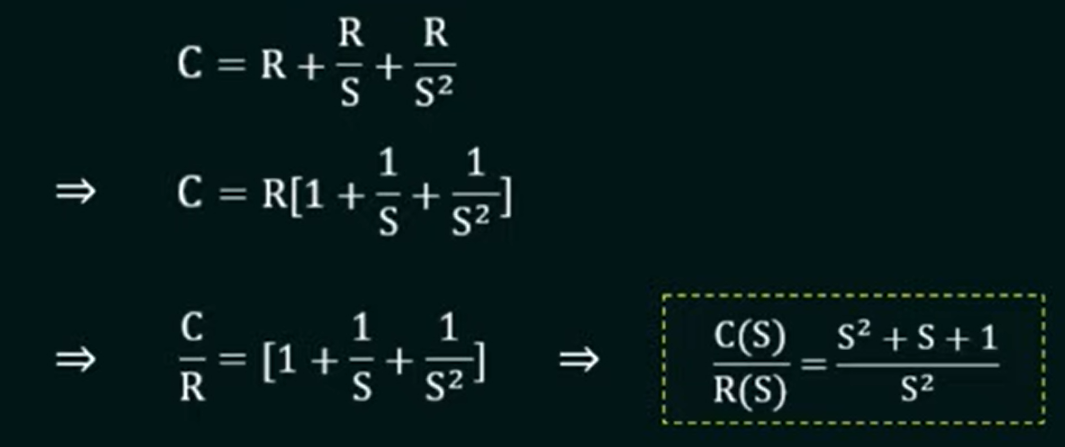 C = R + R/S + R/S²
⇒ C = R[1 + 1/S + 1/S²]
⇒ C/R = [1 + 1/S + 1/S²] ⇒ C(S)/R(S) = (S² + S + 1)/S²